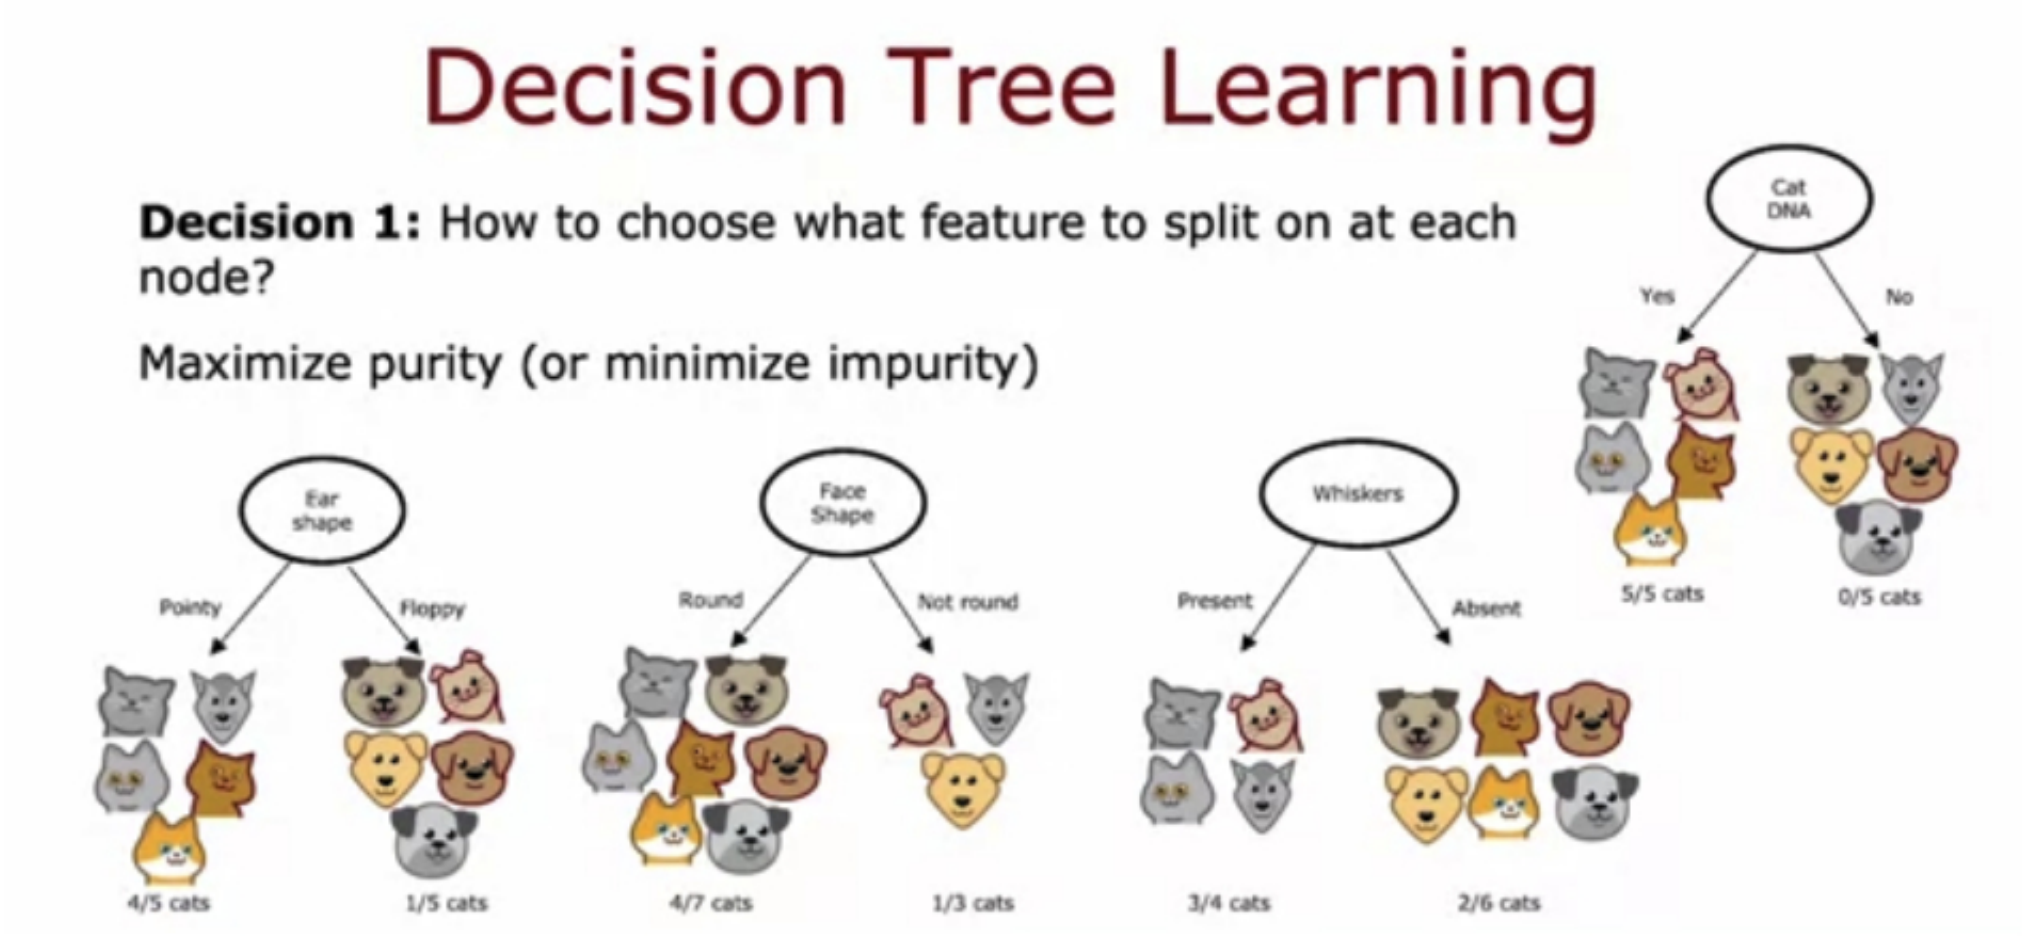 Decision Tree Learning
Decision 1: How to choose what feature to split on at each
node?
Maximize purity (or minimize impurity)
Cat
DNA
Yes
No
5/5 cats
0/5 cats
Ear
shape
Pointy
Floppy
4/5 cats
1/5 cats
Face
Shape
Round
Not round
4/7 cats
1/3 cats
Whiskers
Present
Absent
3/4 cats
2/6 cats